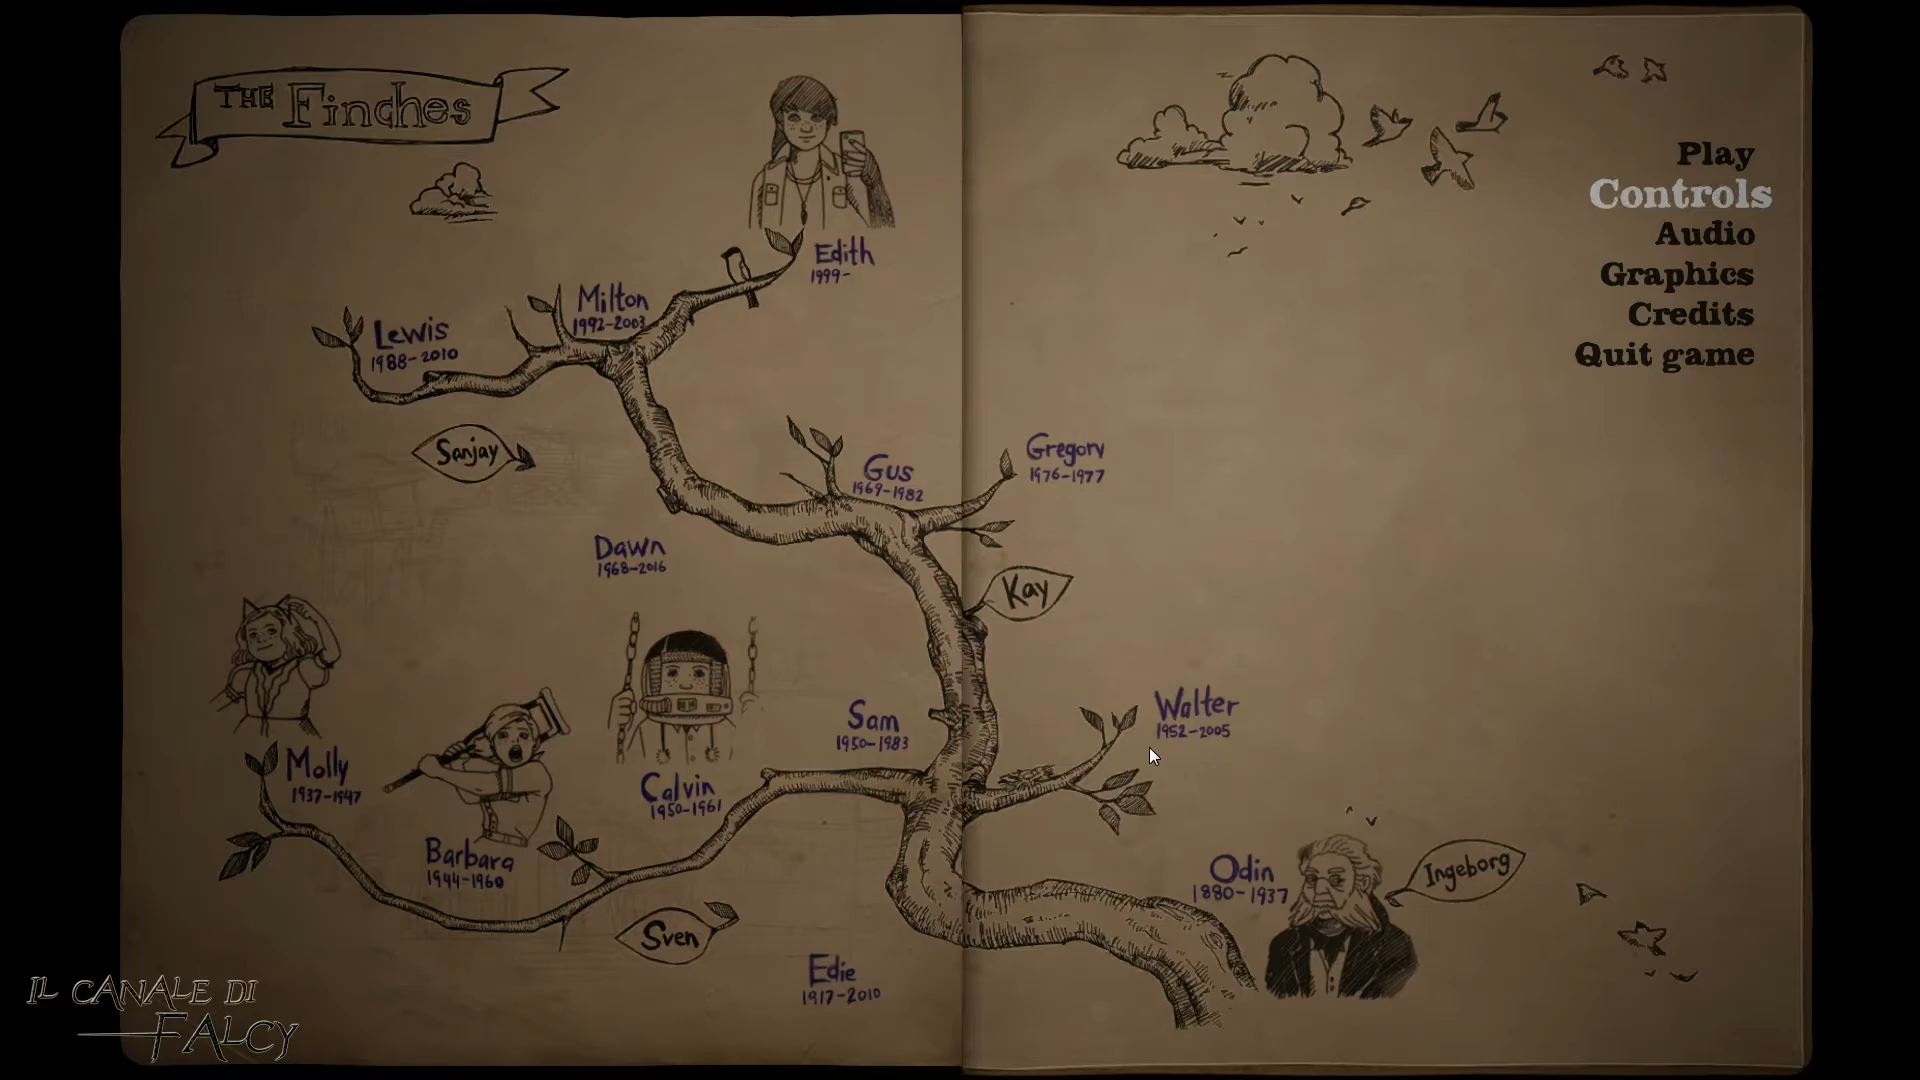 THE Finches
Edith
1999-
Milton
1992-2003
Lewis
1988-2010
Sanjay
Gus
1969-1982
Gregory
1976-1977
Dawn
1968-2016
Kay
Sam
1950-1983
Walter
1952-2005
Molly
1937-1947
Calvin
1950-1961
Barbara
1944-1960
Sven
Odin
1880-1937
Ingeborg
Edie
1917-2010
Play
Controls
Audio
Graphics
Credits
Quit game
IL CANALE DI
FALCY